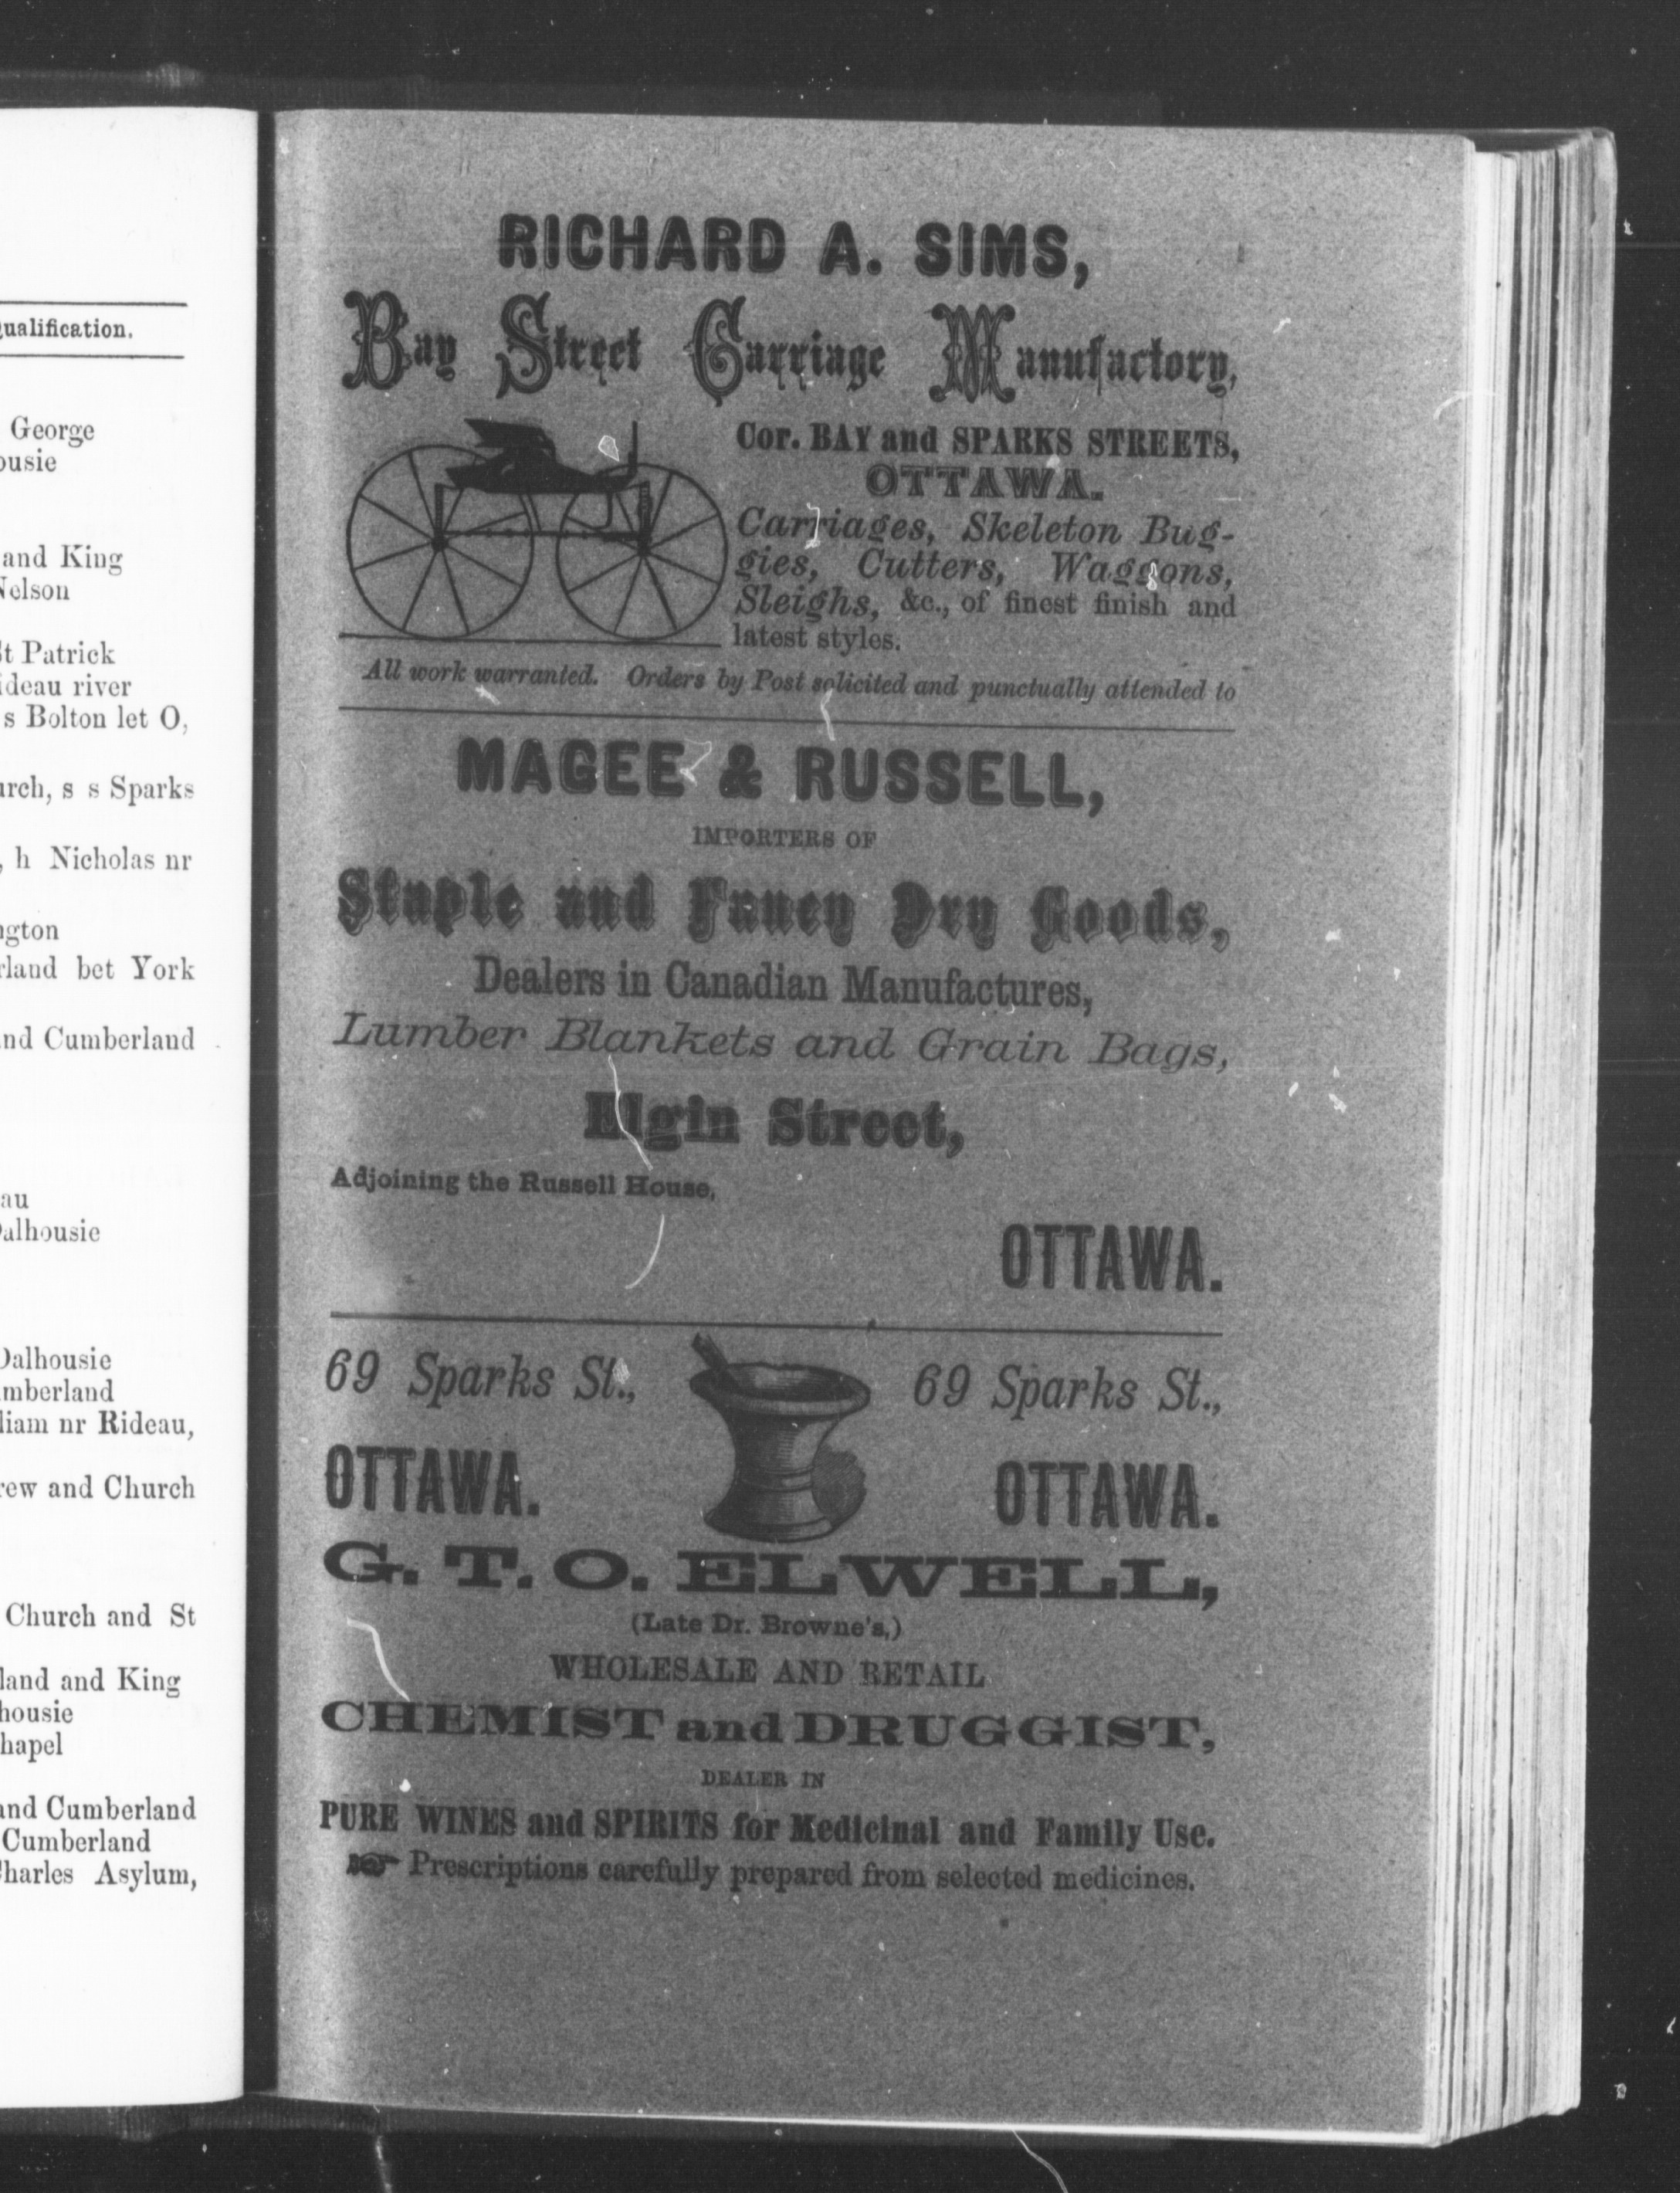 ualification.
George
ousie
and King
Nelson
St Patrick
ideau river
s Bolton let O,
urch, s s Sparks
, h Nicholas nr
ngton
rland bet York
and Cumberland
au
Dalhousie
Dalhousie
mberland
liam nr Rideau,
rew and Church
Church and St
land and King
housie
hapel
and Cumberland
Cumberland
Charles Asylum,
RICHARD A. SIMS,
Bay Street Carriage Manufactory,
Cor. BAY and SPARKS STREETS,
OTTAWA.
Carriages, Skeleton Bug-
gies, Cutters, Waggons,
Sleighs, &c., of finest finish and
latest styles.
All work warranted. Orders by Post solicited and punctually attended to
MAGEE & RUSSELL,
IMPORTERS OF
Staple and Fancy Dry Goods,
Dealers in Canadian Manufactures,
Lumber Blankets and Grain Bags,
Elgin Street,
Adjoining the Russell House,
OTTAWA.
69 Sparks St., 69 Sparks St.,
OTTAWA. OTTAWA.
G. T. O. ELWELL,
(Late Dr. Browne's,)
WHOLESALE AND RETAIL
CHEMIST and DRUGGIST,
DEALER IN
PURE WINES and SPIRITS for Medicinal and Family Use.
☞ Prescriptions carefully prepared from selected medicines.